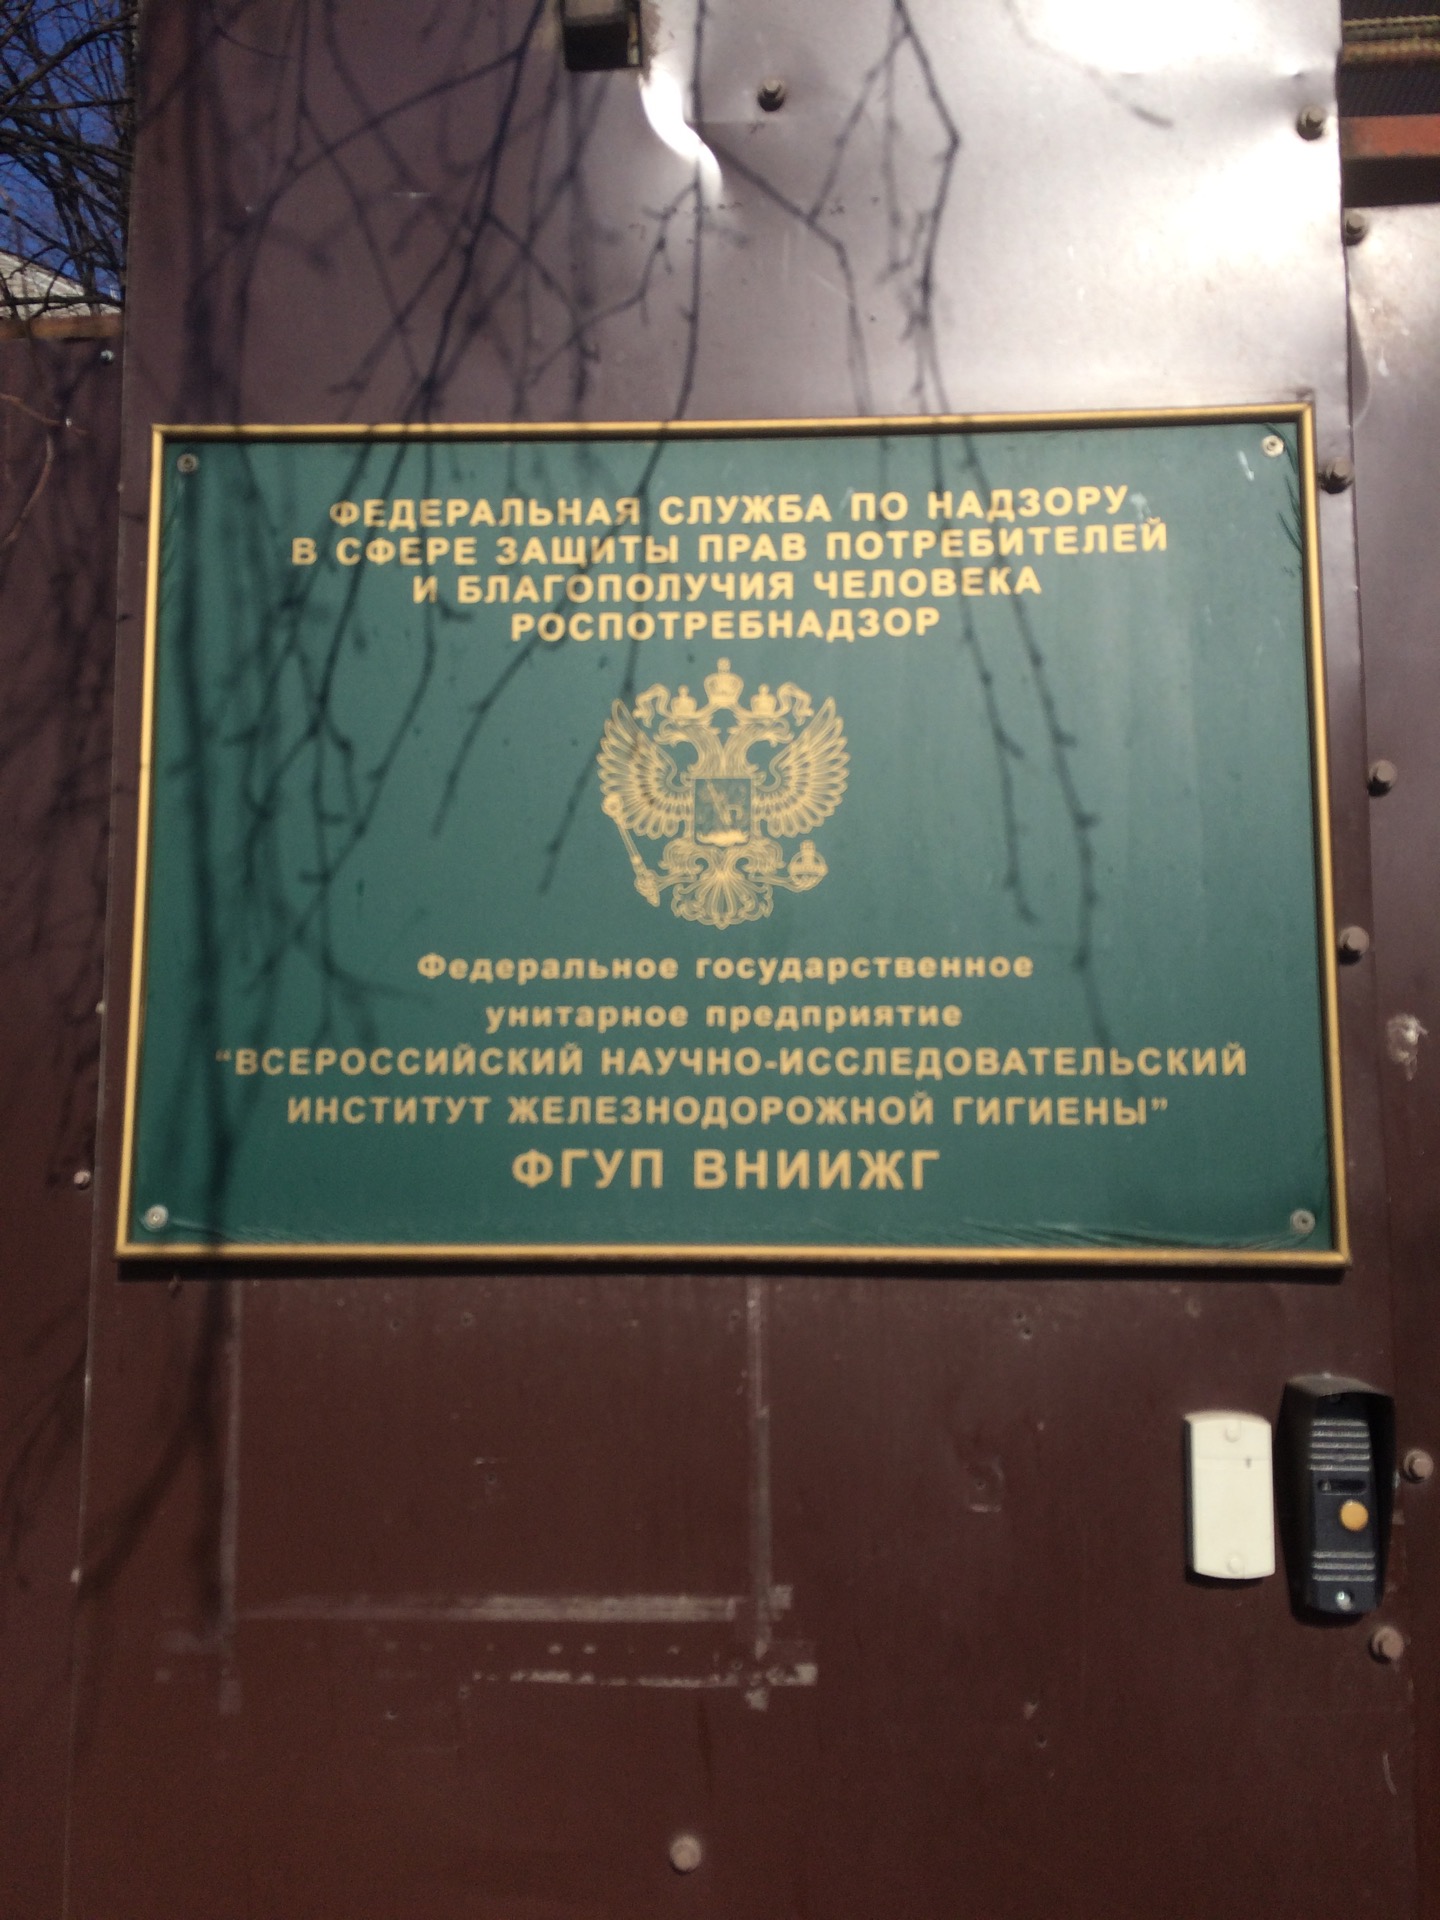 ФЕДЕРАЛЬНАЯ СЛУЖБА ПО НАДЗОРУ
В СФЕРЕ ЗАЩИТЫ ПРАВ ПОТРЕБИТЕЛЕЙ
И БЛАГОПОЛУЧИЯ ЧЕЛОВЕКА
РОСПОТРЕБНАДЗОР
Федеральное государственное
унитарное предприятие
“ВСЕРОССИЙСКИЙ НАУЧНО-ИССЛЕДОВАТЕЛЬСКИЙ
ИНСТИТУТ ЖЕЛЕЗНОДОРОЖНОЙ ГИГИЕНЫ”
ФГУП ВНИИЖГ